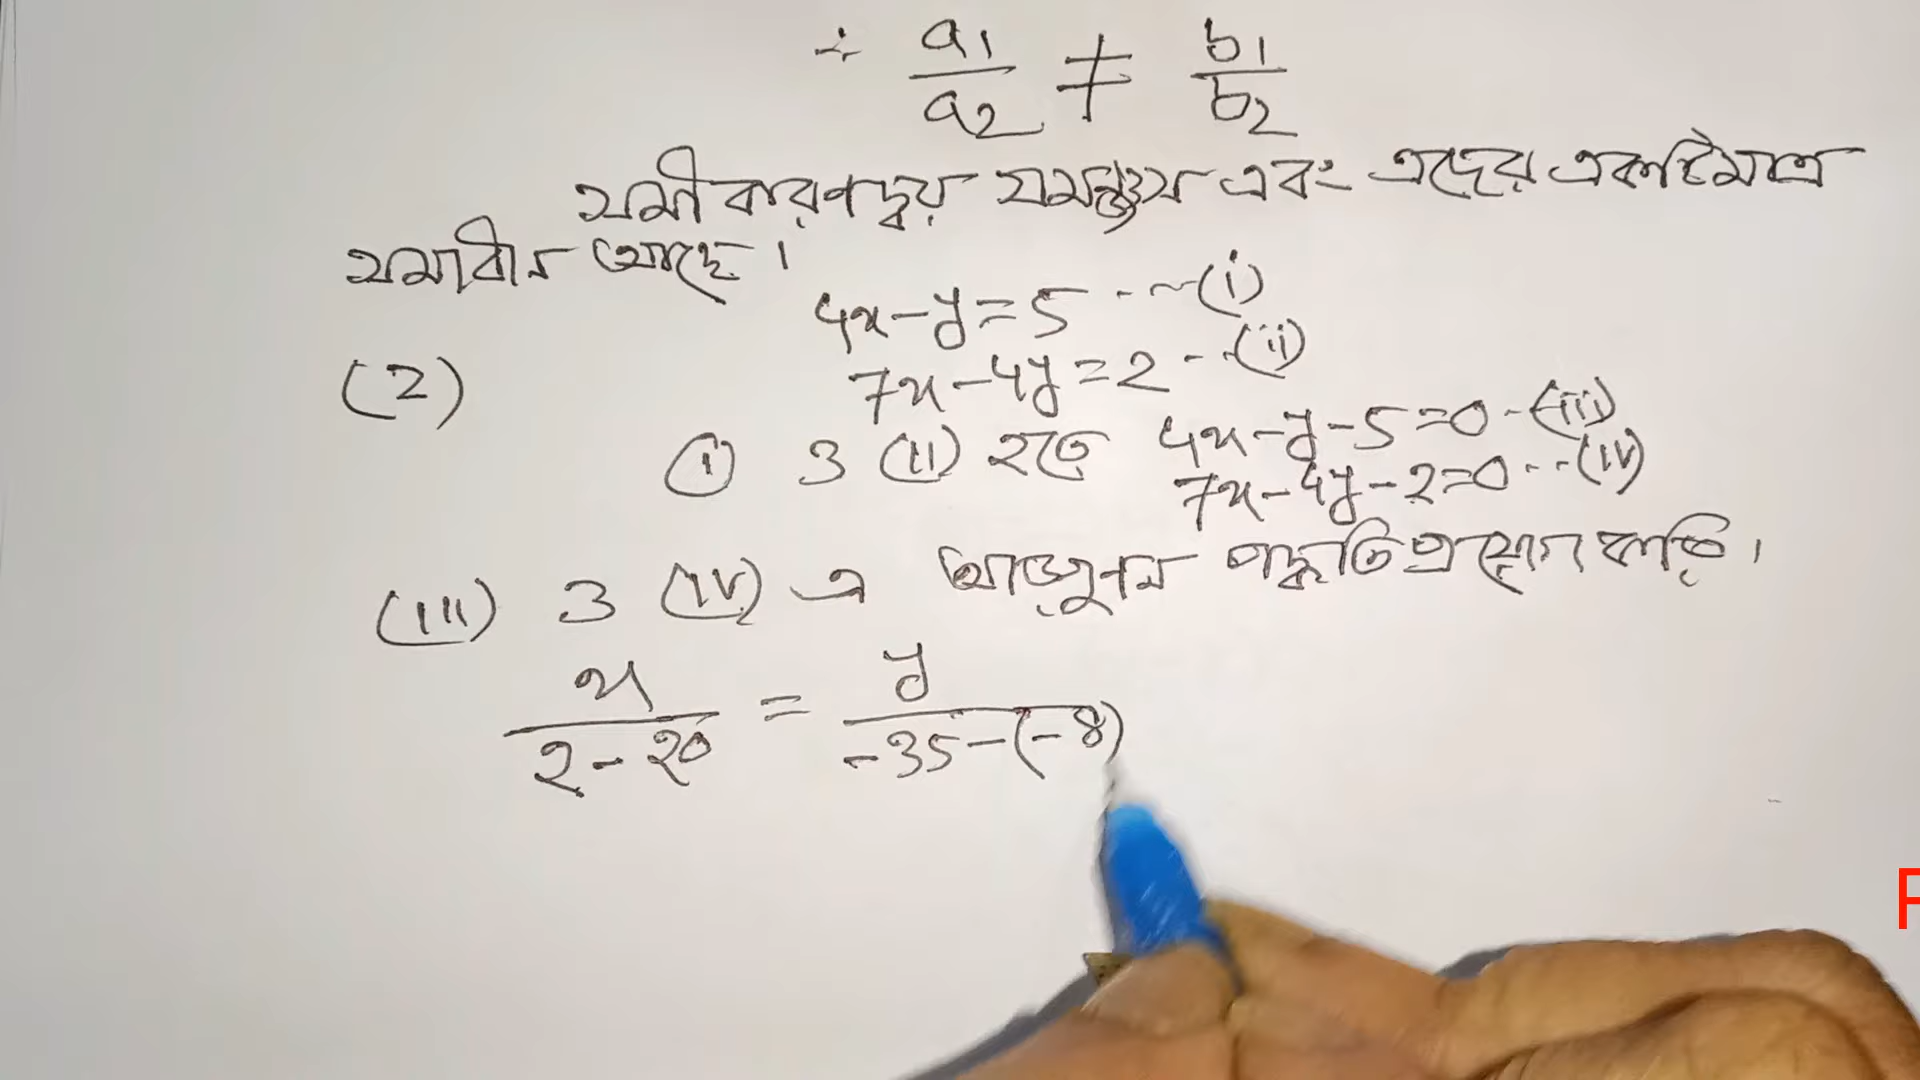 ∴ a₁/a₂ ≠ b₁/b₂
সমীকরণদ্বয় সমঞ্জস এবং এদের একটিমাত্র
সমাধান আছে।
4x-y=5 ---(i)
(2) 7x-4y=2 --(ii)
(i) ও (ii) হতে 4x-y-5=0 --(iii)
7x-4y-2=0 ---(iv)
(iii) ও (iv) এ আড়গুণন পদ্ধতি প্রয়োগ করি।
x/(2-20) = y/(-35-(-8))